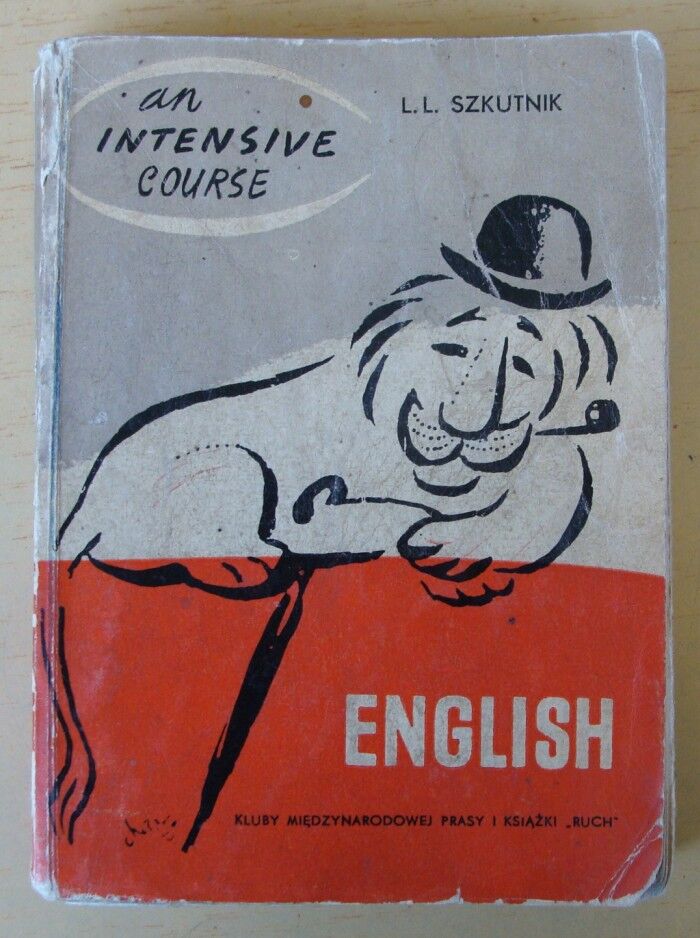 an
INTENSIVE
COURSE
L.L. SZKUTNIK
ENGLISH
KLUBY MIĘDZYNARODOWEJ PRASY I KSIĄŻKI „RUCH”